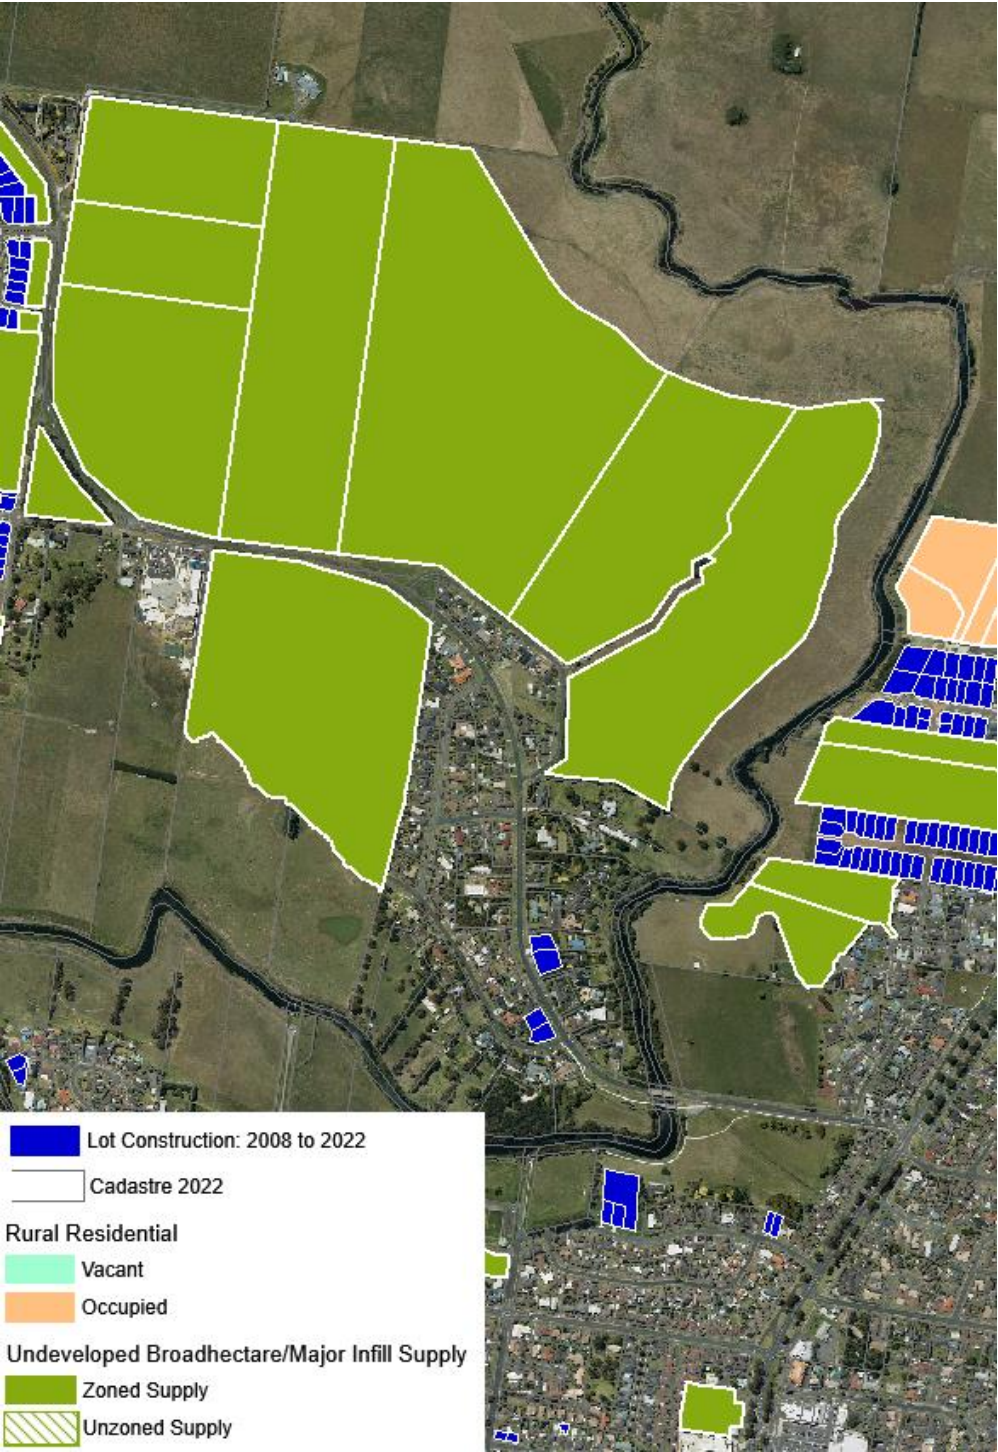 Lot Construction: 2008 to 2022
Cadastre 2022
Rural Residential
Vacant
Occupied
Undeveloped Broadhectare/Major Infill Supply
Zoned Supply
Unzoned Supply